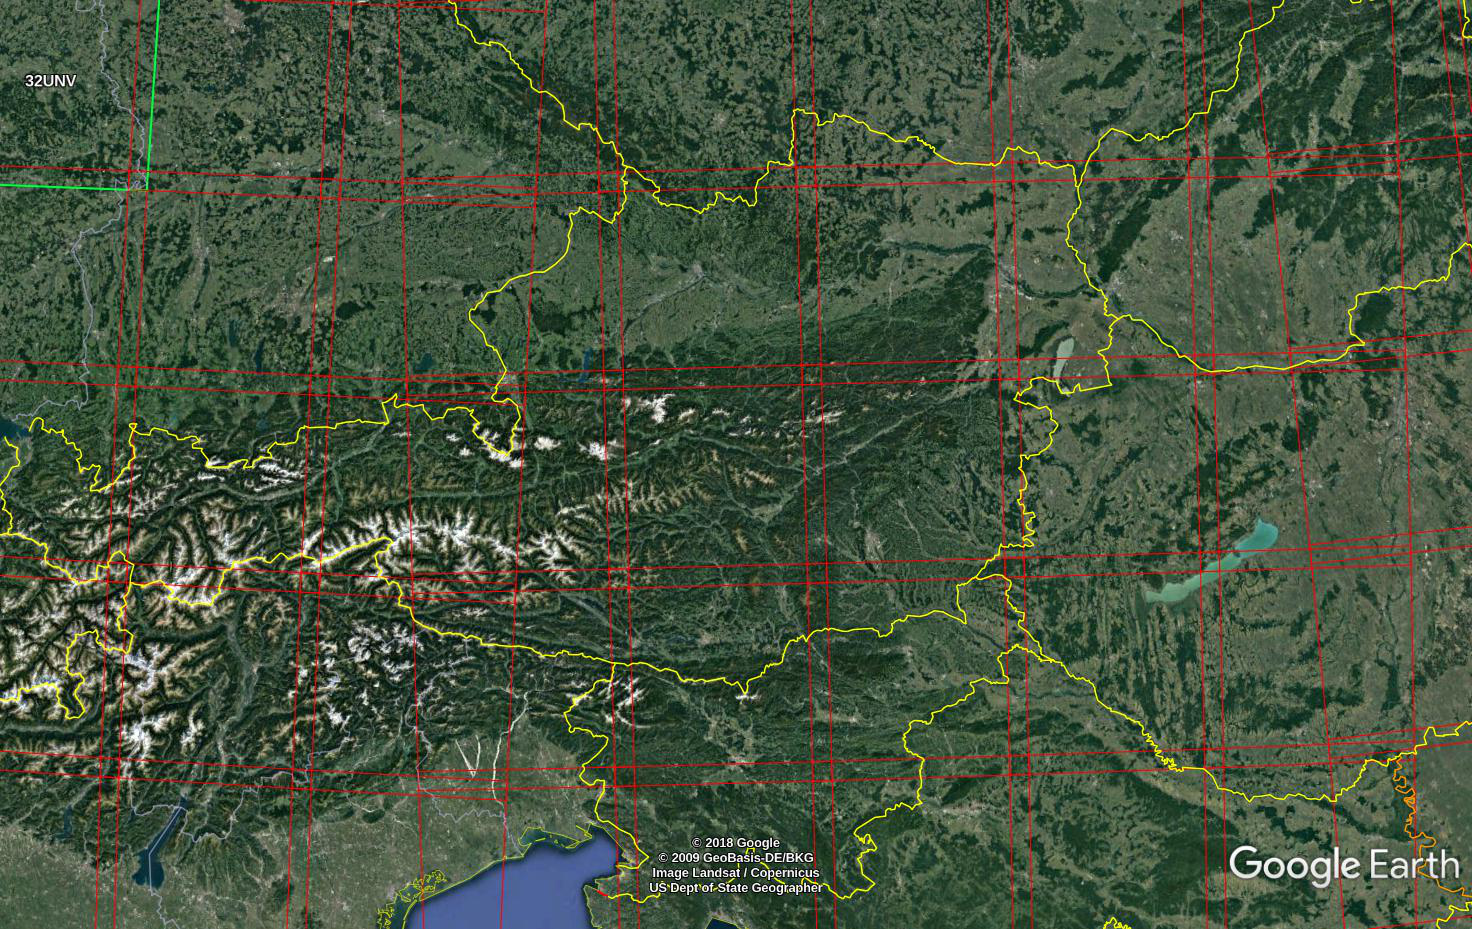 32UNV
© 2018 Google
© 2009 GeoBasis-DE/BKG
Image Landsat / Copernicus
US Dept of State Geographer
Google Earth